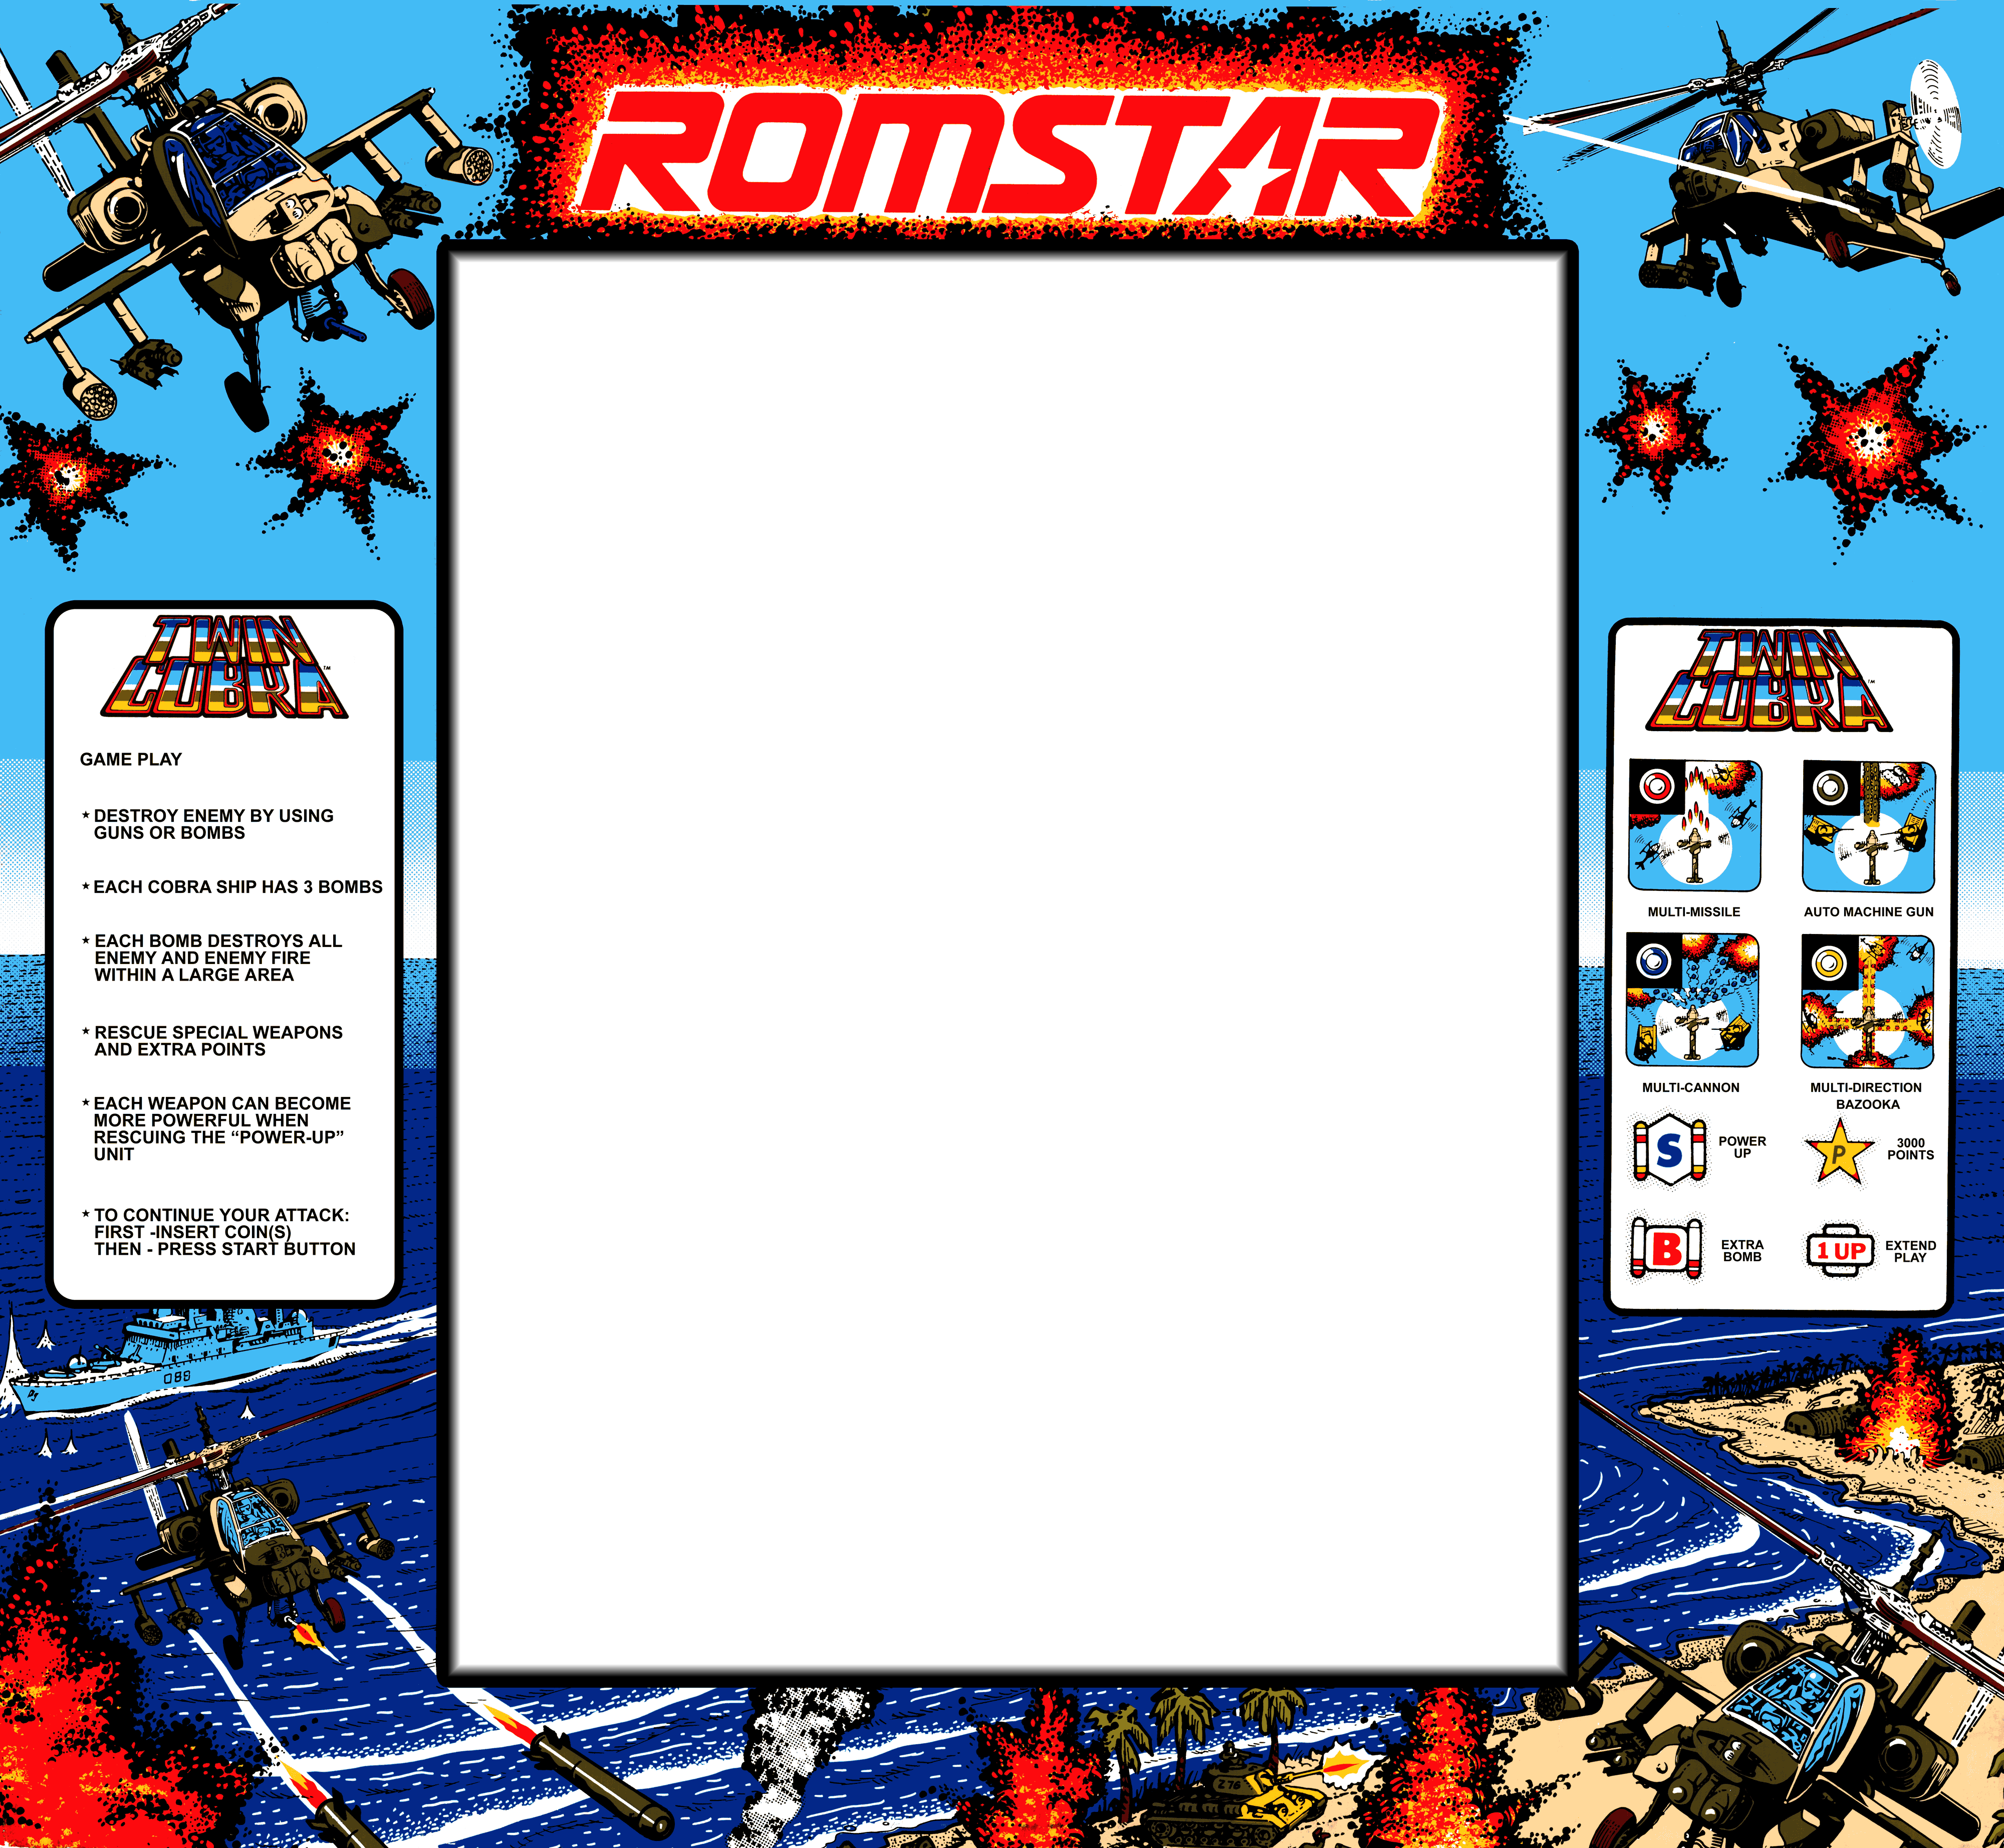 ROMSTAR
TWIN
COBRA™
GAME PLAY
★ DESTROY ENEMY BY USING
GUNS OR BOMBS
★ EACH COBRA SHIP HAS 3 BOMBS
★ EACH BOMB DESTROYS ALL
ENEMY AND ENEMY FIRE
WITHIN A LARGE AREA
★ RESCUE SPECIAL WEAPONS
AND EXTRA POINTS
★ EACH WEAPON CAN BECOME
MORE POWERFUL WHEN
RESCUING THE “POWER-UP”
UNIT
★ TO CONTINUE YOUR ATTACK:
FIRST -INSERT COIN(S)
THEN - PRESS START BUTTON
TWIN
COBRA™
MULTI-MISSILE
AUTO MACHINE GUN
MULTI-CANNON
MULTI-DIRECTION
BAZOOKA
S
POWER
UP
P
3000
POINTS
B
EXTRA
BOMB
1 UP
EXTEND
PLAY
088
Z 76